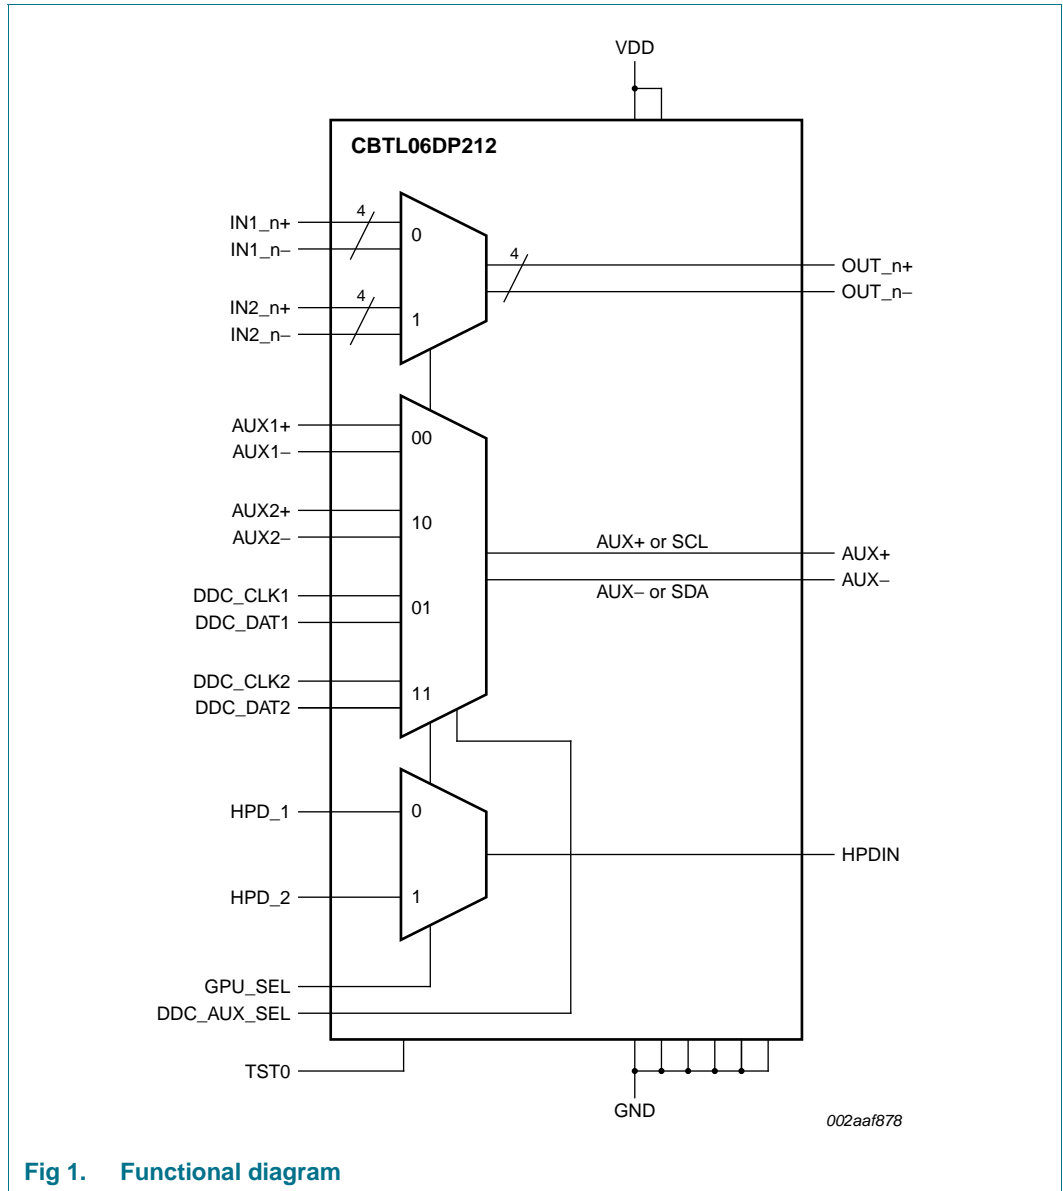 VDD
CBTL06DP212
IN1_n+
IN1_n−
IN2_n+
IN2_n−
4
4
0
1
4
OUT_n+
OUT_n−
AUX1+
AUX1−
AUX2+
AUX2−
DDC_CLK1
DDC_DAT1
DDC_CLK2
DDC_DAT2
00
10
01
11
AUX+ or SCL
AUX− or SDA
AUX+
AUX−
HPD_1
HPD_2
0
1
HPDIN
GPU_SEL
DDC_AUX_SEL
TST0
GND
002aaf878
Fig 1. Functional diagram